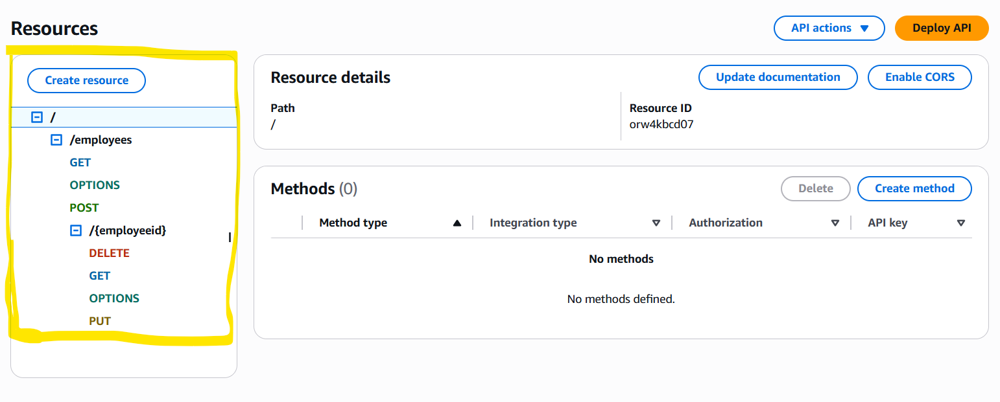 Resources
API actions
Deploy API
Create resource
/
/employees
GET
OPTIONS
POST
/{employeeid}
DELETE
GET
OPTIONS
PUT
Resource details
Update documentation
Enable CORS
Path
/
Resource ID
orw4kbcd07
Methods (0)
Delete
Create method
Method type
Integration type
Authorization
API key
No methods
No methods defined.